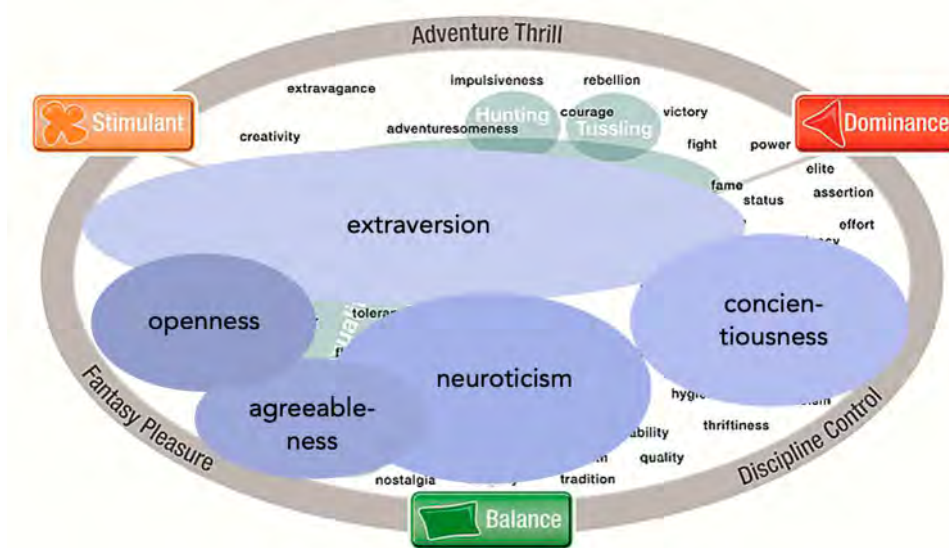 Adventure Thrill
impulsiveness
rebellion
extravagance
Hunting
courage
victory
Stimulant
Tussling
Dominance
creativity
adventuresomeness
fight
power
elite
fame
status
assertion
extraversion
effort
concien-
tiousness
openness
neuroticism
agreeable-
ness
Fantasy Pleasure
thriftiness
quality
Discipline Control
nostalgia
tradition
Balance